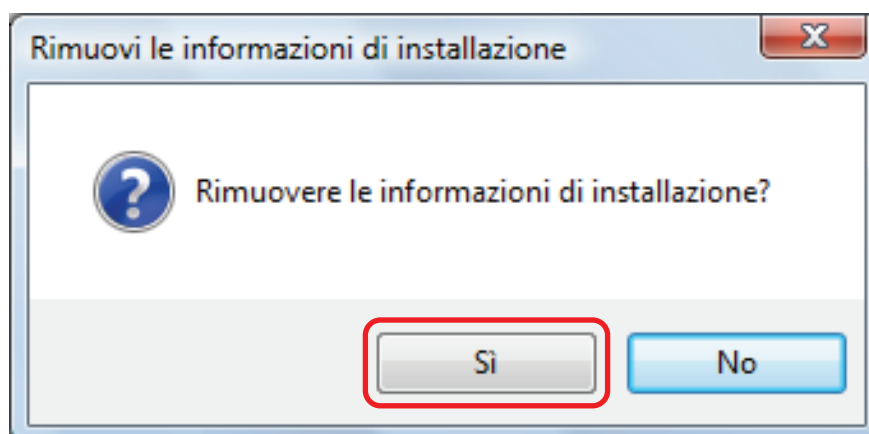 Rimuovi le informazioni di installazione
Rimuovere le informazioni di installazione?
Sì
No